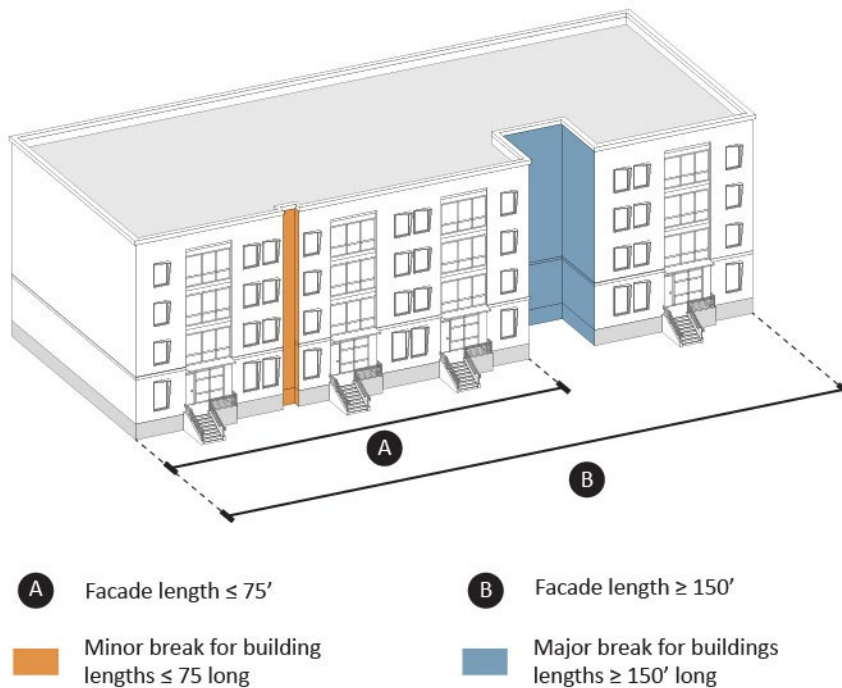 A
B
A Facade length ≤ 75’
B Facade length ≥ 150’
Minor break for building
lengths ≤ 75 long
Major break for buildings
lengths ≥ 150’ long